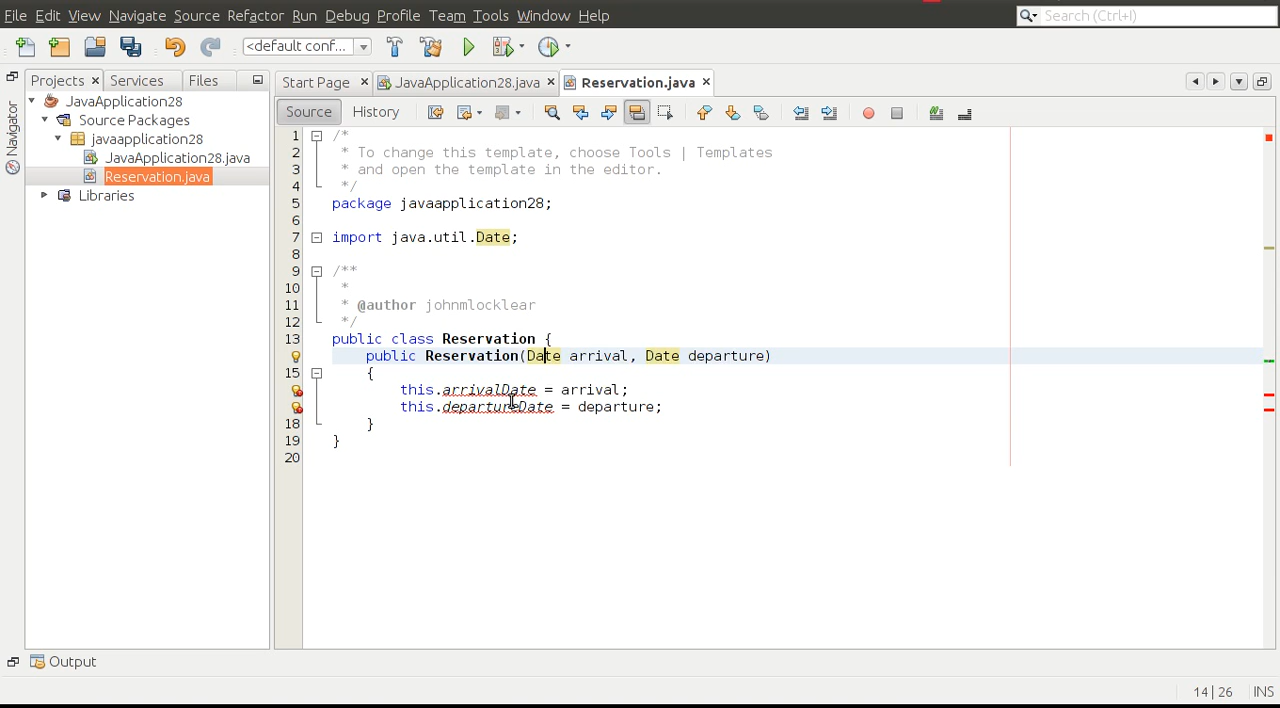 File Edit View Navigate Source Refactor Run Debug Profile Team Tools Window Help
Search (Ctrl+I)
<default conf...
Projects Services Files
Start Page JavaApplication28.java Reservation.java
Source History
Navigator
JavaApplication28
Source Packages
javaapplication28
JavaApplication28.java
Reservation.java
Libraries
1 /*
2 * To change this template, choose Tools | Templates
3 * and open the template in the editor.
4 */
5 package javaapplication28;
6
7 import java.util.Date;
8
9 /**
10 *
11 * @author johnmlocklear
12 */
13 public class Reservation {
public Reservation(Date arrival, Date departure)
15 {
this.arrivalDate = arrival;
this.departureDate = departure;
18 }
19 }
20
Output
14|26 INS